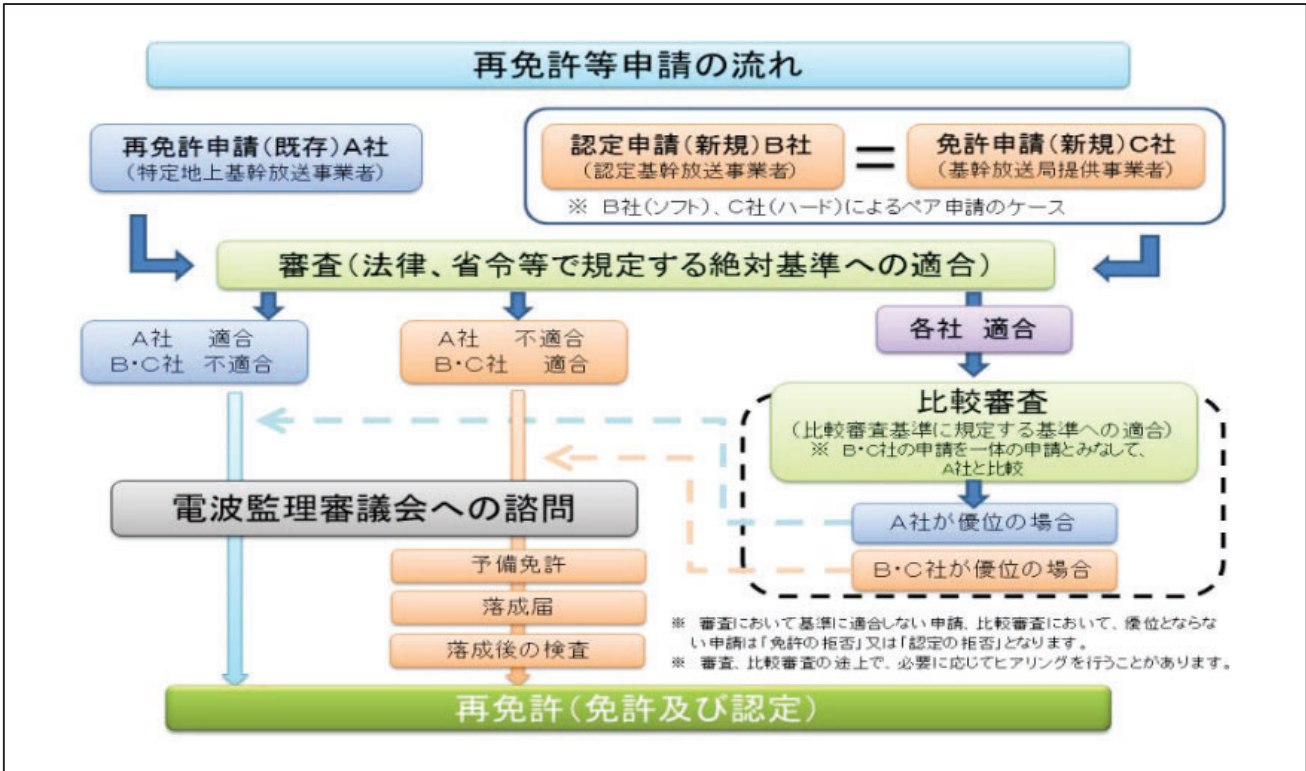 再免許等申請の流れ
再免許申請(既存)A社
(特定地上基幹放送事業者)
認定申請(新規)B社
(認定基幹放送事業者)
=
免許申請(新規)C社
(基幹放送局提供事業者)
※ B社(ソフト)、C社(ハード)によるペア申請のケース
審査(法律、省令等で規定する絶対基準への適合)
A社 適合
B・C社 不適合
A社 不適合
B・C社 適合
各社 適合
比較審査
(比較審査基準に規定する基準への適合)
※ B・C社の申請を一体の申請とみなして、
A社と比較
電波監理審議会への諮問
A社が優位の場合
B・C社が優位の場合
予備免許
落成届
落成後の検査
※ 審査において基準に適合しない申請、比較審査において、優位とならな
い申請は「免許の拒否」又は「認定の拒否」となります。
※ 審査、比較審査の途上で、必要に応じてヒアリングを行うことがあります。
再免許(免許及び認定)